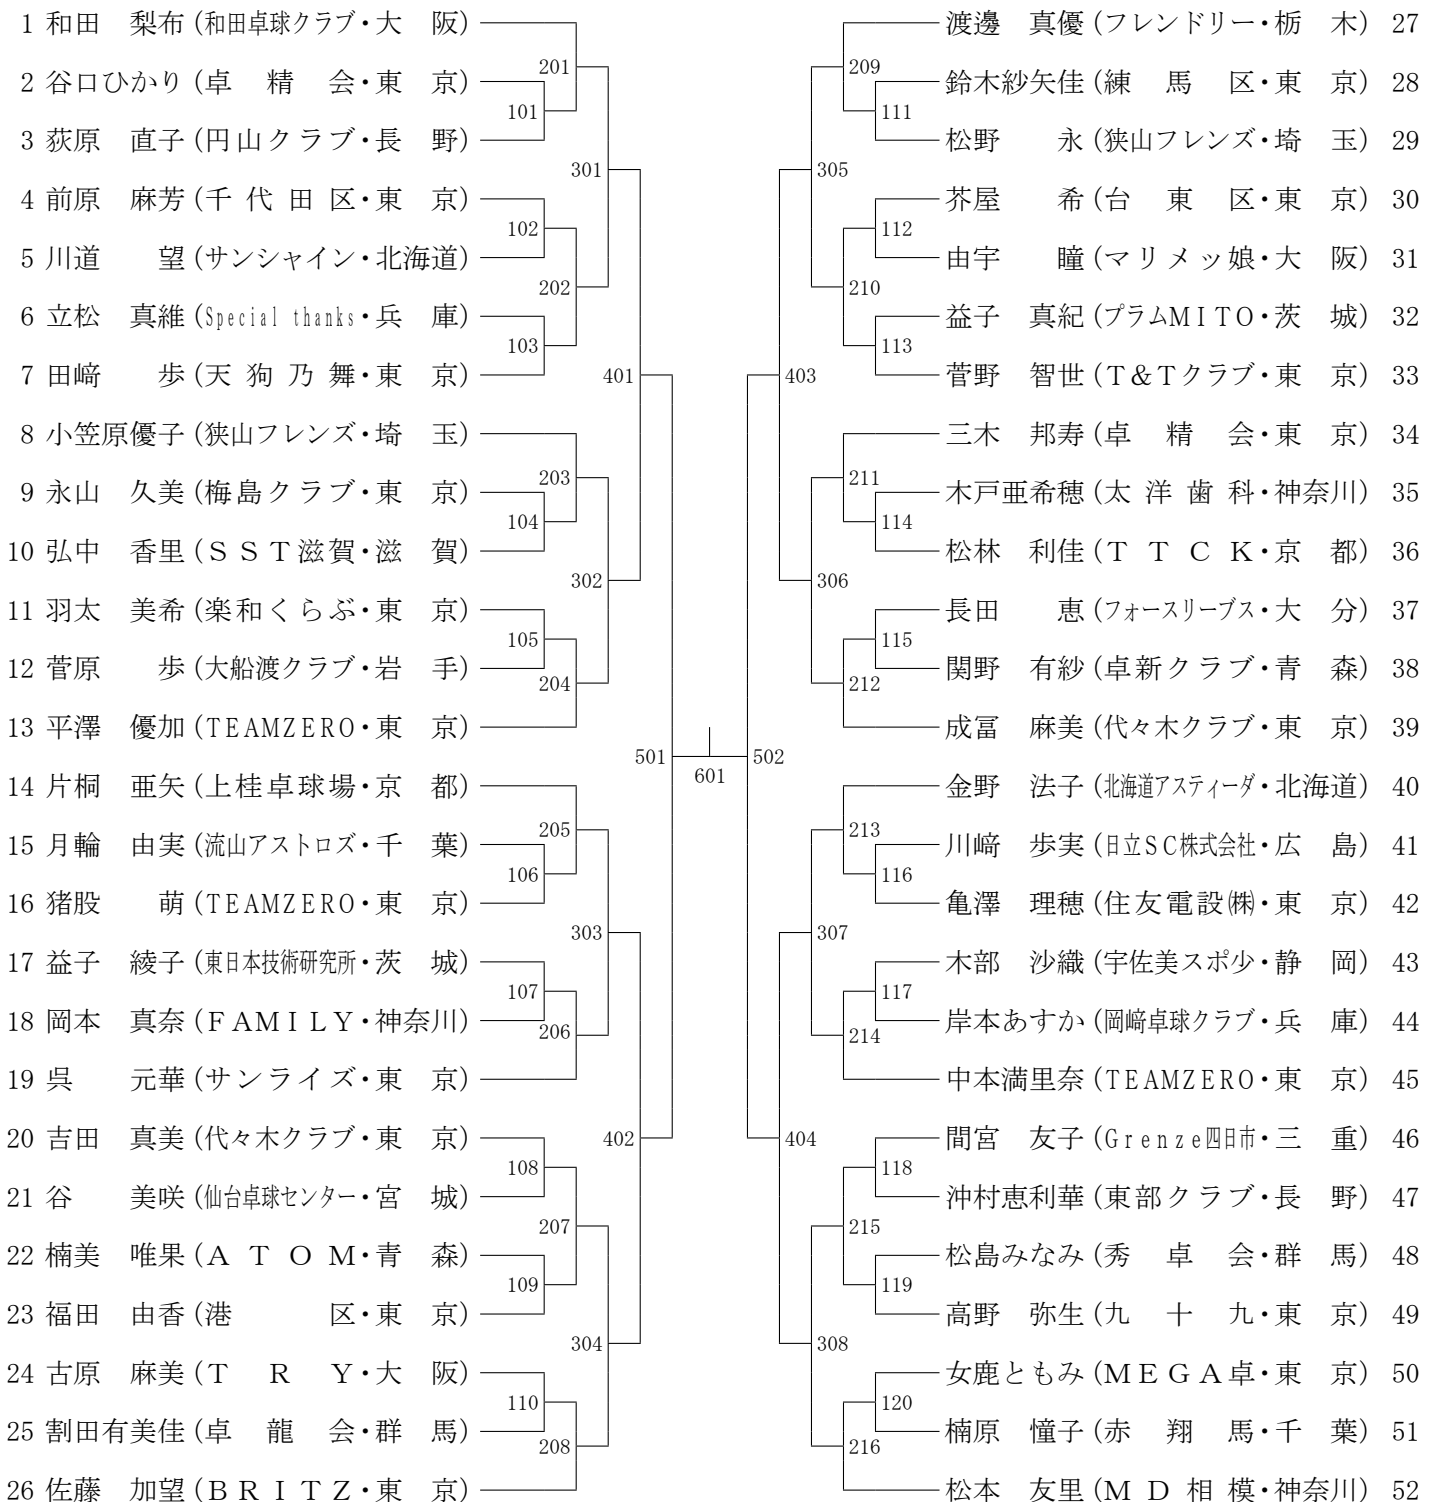 1 和田　梨布 (和田卓球クラブ・大　阪)
2 谷口ひかり (卓　精　会・東　京)
3 荻原　直子 (円山クラブ・長　野)
4 前原　麻芳 (千代田区・東　京)
5 川道　　望 (サンシャイン・北海道)
6 立松　真維 (Special thanks・兵　庫)
7 田﨑　　歩 (天狗乃舞・東　京)
8 小笠原優子 (狭山フレンズ・埼　玉)
9 永山　久美 (梅島クラブ・東　京)
10 弘中　香里 (ＳＳＴ滋賀・滋　賀)
11 羽太　美希 (楽和くらぶ・東　京)
12 菅原　　歩 (大船渡クラブ・岩　手)
13 平澤　優加 (TEAMZERO・東　京)
14 片桐　亜矢 (上桂卓球場・京　都)
15 月輪　由実 (流山アストロズ・千　葉)
16 猪股　　萌 (TEAMZERO・東　京)
17 益子　綾子 (東日本技術研究所・茨　城)
18 岡本　真奈 (ＦＡＭＩＬＹ・神奈川)
19 呉　　元華 (サンライズ・東　京)
20 吉田　真美 (代々木クラブ・東　京)
21 谷　　美咲 (仙台卓球センター・宮　城)
22 楠美　唯果 (Ａ Ｔ Ｏ Ｍ・青　森)
23 福田　由香 (港　　　区・東　京)
24 古原　麻美 (Ｔ　Ｒ　Ｙ・大　阪)
25 割田有美佳 (卓　龍　会・群　馬)
26 佐藤　加望 (ＢＲＩＴＺ・東　京)
201
101
301
102
202
103
401
203
104
302
105
204
501
205
106
303
107
206
402
108
207
109
304
110
208
601
502
209
111
305
112
210
113
403
211
114
306
115
212
213
116
307
117
214
404
118
215
119
308
120
216
渡邊　真優 (フレンドリー・栃　木) 27
鈴木紗矢佳 (練　馬　区・東　京) 28
松野　　永 (狭山フレンズ・埼　玉) 29
芥屋　　希 (台　東　区・東　京) 30
由宇　　瞳 (マリメッ娘・大　阪) 31
益子　真紀 (プラムＭＩＴＯ・茨　城) 32
菅野　智世 (Ｔ＆Ｔクラブ・東　京) 33
三木　邦寿 (卓　精　会・東　京) 34
木戸亜希穂 (太洋歯科・神奈川) 35
松林　利佳 (Ｔ Ｔ Ｃ Ｋ・京　都) 36
長田　　恵 (フォースリーブス・大　分) 37
関野　有紗 (卓新クラブ・青　森) 38
成冨　麻美 (代々木クラブ・東　京) 39
金野　法子 (北海道アスティーダ・北海道) 40
川﨑　歩実 (日立ＳＣ株式会社・広　島) 41
亀澤　理穂 (住友電設㈱・東　京) 42
木部　沙織 (宇佐美スポ少・静　岡) 43
岸本あすか (岡﨑卓球クラブ・兵　庫) 44
中本満里奈 (TEAMZERO・東　京) 45
間宮　友子 (Grenze四日市・三　重) 46
沖村恵利華 (東部クラブ・長　野) 47
松島みなみ (秀　卓　会・群　馬) 48
高野　弥生 (九　十　九・東　京) 49
女鹿ともみ (ＭＥＧＡ卓・東　京) 50
楠原　憧子 (赤　翔　馬・千　葉) 51
松本　友里 (ＭＤ相模・神奈川) 52